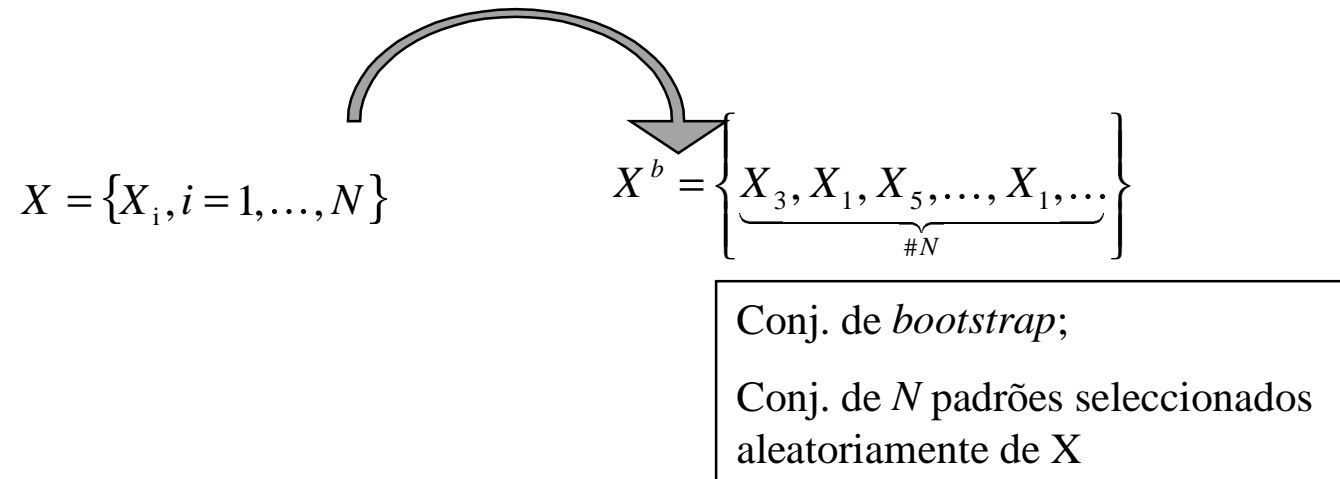 X = {X_i, i = 1, …, N}
X^b = {X_3, X_1, X_5, …, X_1, …}
#N
Conj. de bootstrap;
Conj. de N padrões seleccionados
aleatoriamente de X